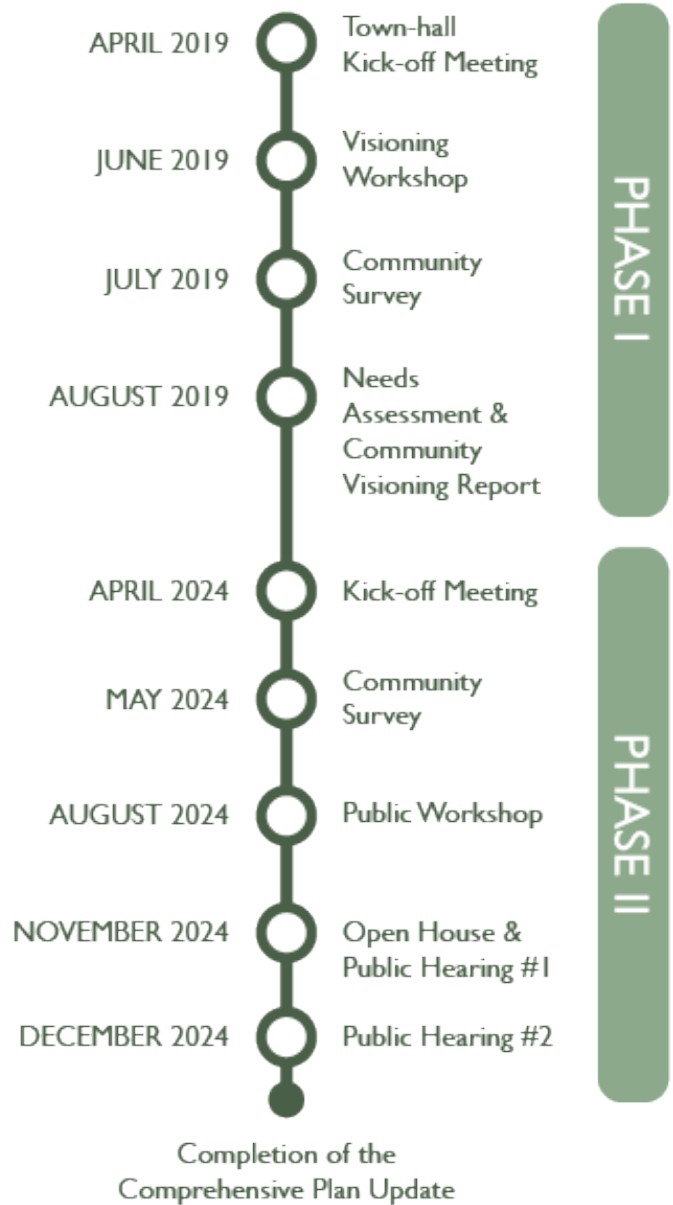 APRIL 2019
Town-hall
Kick-off Meeting
JUNE 2019
Visioning
Workshop
JULY 2019
Community
Survey
AUGUST 2019
Needs
Assessment &
Community
Visioning Report
PHASE I
APRIL 2024
Kick-off Meeting
MAY 2024
Community
Survey
AUGUST 2024
Public Workshop
NOVEMBER 2024
Open House &
Public Hearing #1
DECEMBER 2024
Public Hearing #2
PHASE II
Completion of the
Comprehensive Plan Update